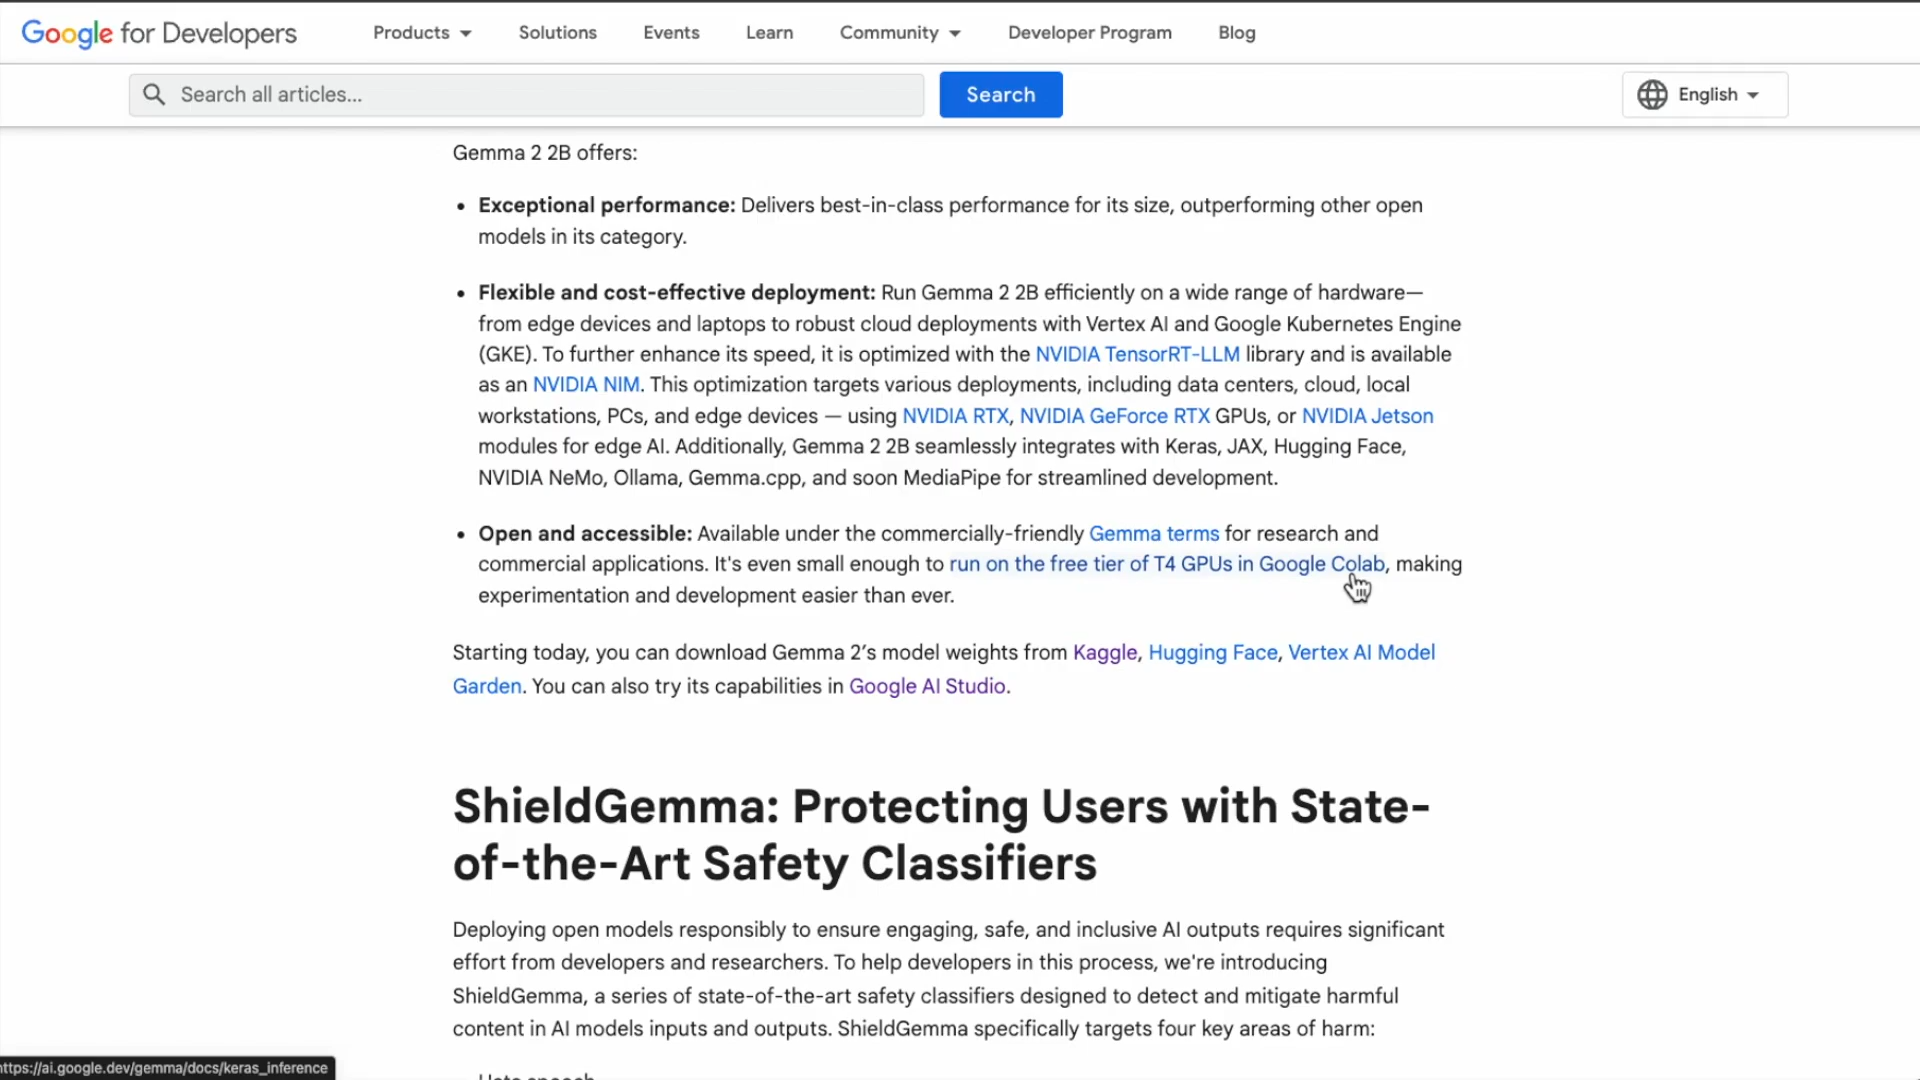 Google for Developers
Products
Solutions
Events
Learn
Community
Developer Program
Blog
Search all articles...
Search
English
Gemma 2 2B offers:
• Exceptional performance: Delivers best-in-class performance for its size, outperforming other open
models in its category.
• Flexible and cost-effective deployment: Run Gemma 2 2B efficiently on a wide range of hardware—
from edge devices and laptops to robust cloud deployments with Vertex AI and Google Kubernetes Engine
(GKE). To further enhance its speed, it is optimized with the NVIDIA TensorRT-LLM library and is available
as an NVIDIA NIM. This optimization targets various deployments, including data centers, cloud, local
workstations, PCs, and edge devices — using NVIDIA RTX, NVIDIA GeForce RTX GPUs, or NVIDIA Jetson
modules for edge AI. Additionally, Gemma 2 2B seamlessly integrates with Keras, JAX, Hugging Face,
NVIDIA NeMo, Ollama, Gemma.cpp, and soon MediaPipe for streamlined development.
• Open and accessible: Available under the commercially-friendly Gemma terms for research and
commercial applications. It's even small enough to run on the free tier of T4 GPUs in Google Colab, making
experimentation and development easier than ever.
Starting today, you can download Gemma 2’s model weights from Kaggle, Hugging Face, Vertex AI Model
Garden. You can also try its capabilities in Google AI Studio.
ShieldGemma: Protecting Users with State-
of-the-Art Safety Classifiers
Deploying open models responsibly to ensure engaging, safe, and inclusive AI outputs requires significant
effort from developers and researchers. To help developers in this process, we're introducing
ShieldGemma, a series of state-of-the-art safety classifiers designed to detect and mitigate harmful
content in AI models inputs and outputs. ShieldGemma specifically targets four key areas of harm:
Hate speech
https://ai.google.dev/gemma/docs/keras_inference